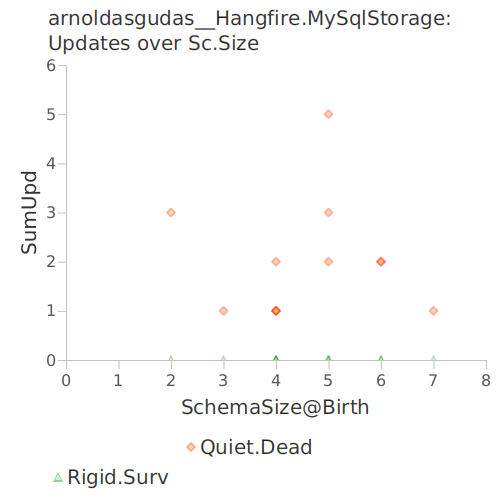 arnoldasgudas__Hangfire.MySqlStorage:
Updates over Sc.Size
6
5
4
3
2
1
0
SumUpd
0 1 2 3 4 5 6 7 8
SchemaSize@Birth
Quiet.Dead
Rigid.Surv